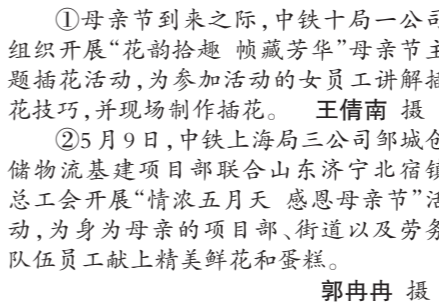 ①母亲节到来之际,中铁十局一公司
组织开展“花韵拾趣 帧藏芳华”母亲节主
题插花活动,为参加活动的女员工讲解插
花技巧,并现场制作插花。 王倩南 摄
②5月9日,中铁上海局三公司邹城仓
储物流基建项目部联合山东济宁北宿镇
总工会开展“情浓五月天 感恩母亲节”活
动,为身为母亲的项目部、街道以及劳务
队伍员工献上精美鲜花和蛋糕。
郭冉冉 摄